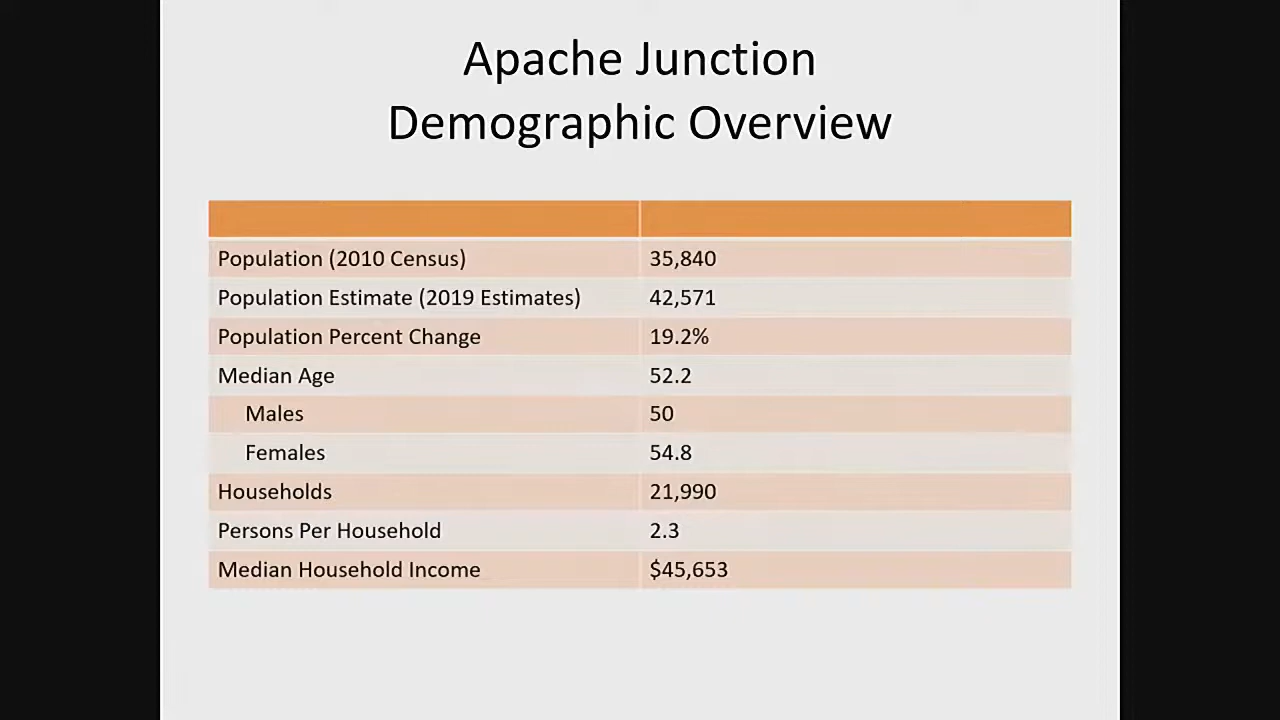 Apache Junction
Demographic Overview
Population (2010 Census) 35,840
Population Estimate (2019 Estimates) 42,571
Population Percent Change 19.2%
Median Age 52.2
Males 50
Females 54.8
Households 21,990
Persons Per Household 2.3
Median Household Income $45,653